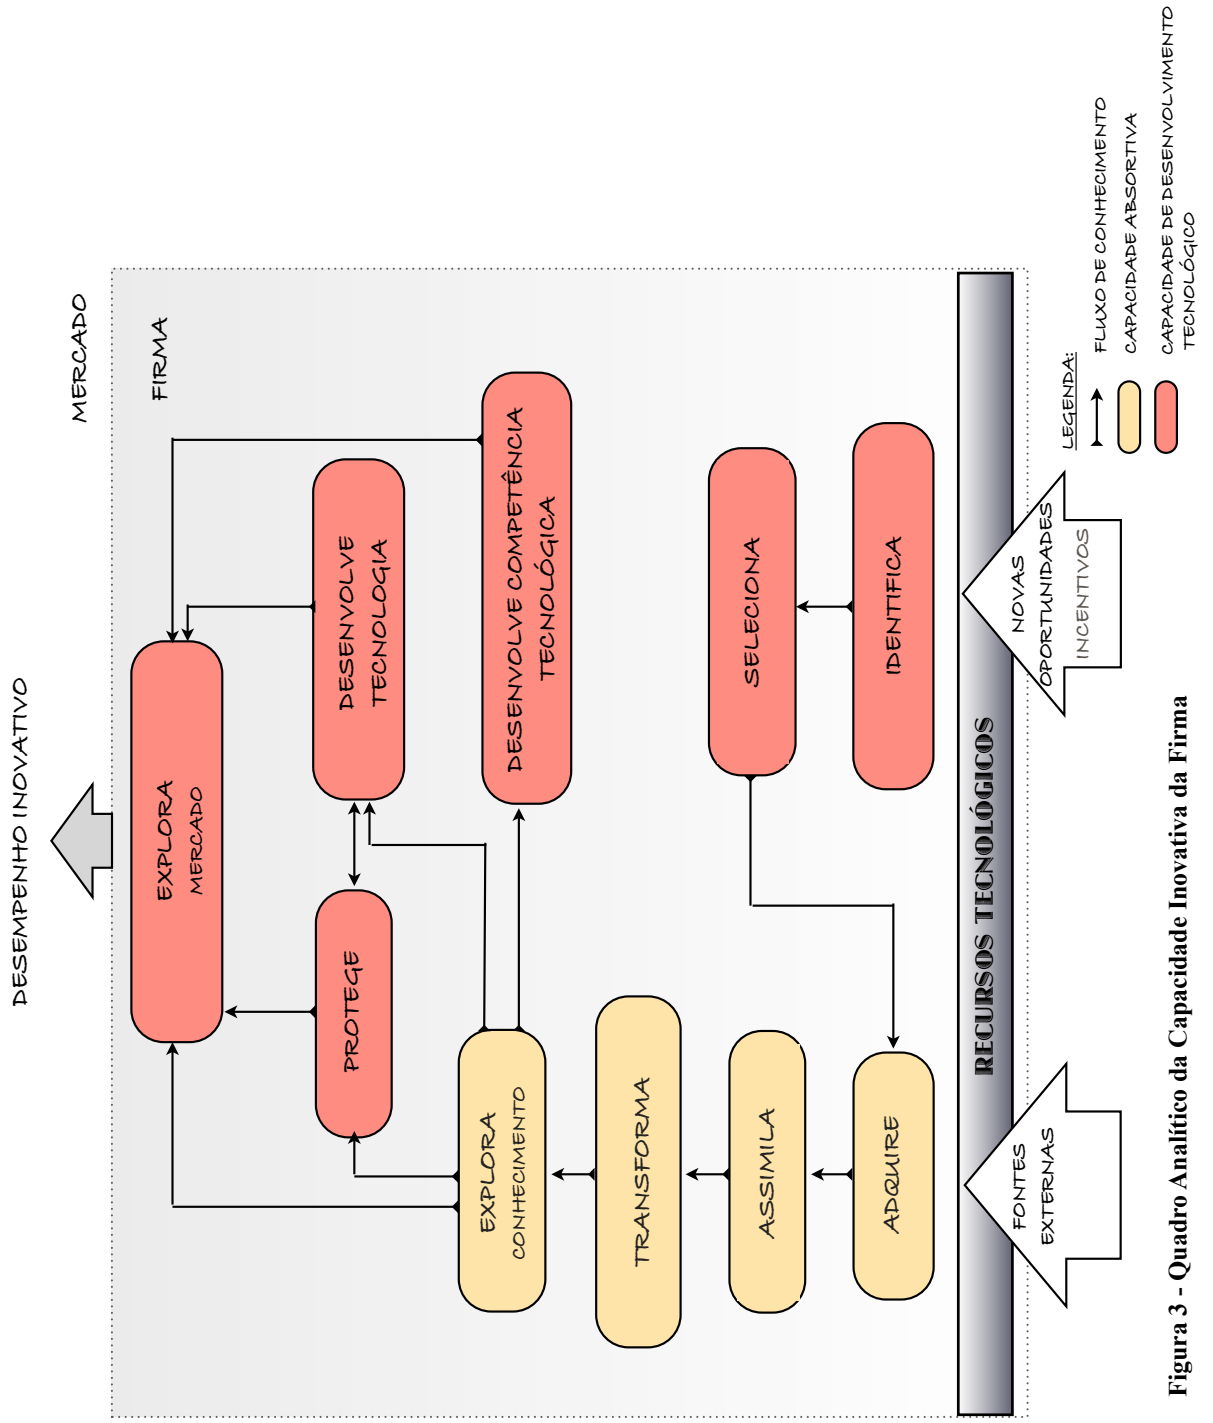 DESEMPENHO INOVATIVO
MERCADO
FIRMA
EXPLORA
MERCADO
PROTEGE
DESENVOLVE
TECNOLOGIA
EXPLORA
CONHECIMENTO
DESENVOLVE COMPETÊNCIA
TECNOLÓGICA
TRANSFORMA
ASSIMILA
SELECIONA
ADQUIRE
IDENTIFICA
RECURSOS TECNOLÓGICOS
FONTES
EXTERNAS
NOVAS
OPORTUNIDADES
INCENTIVOS
LEGENDA:
FLUXO DE CONHECIMENTO
CAPACIDADE ABSORTIVA
CAPACIDADE DE DESENVOLVIMENTO
TECNOLÓGICO
Figura 3 - Quadro Analítico da Capacidade Inovativa da Firma